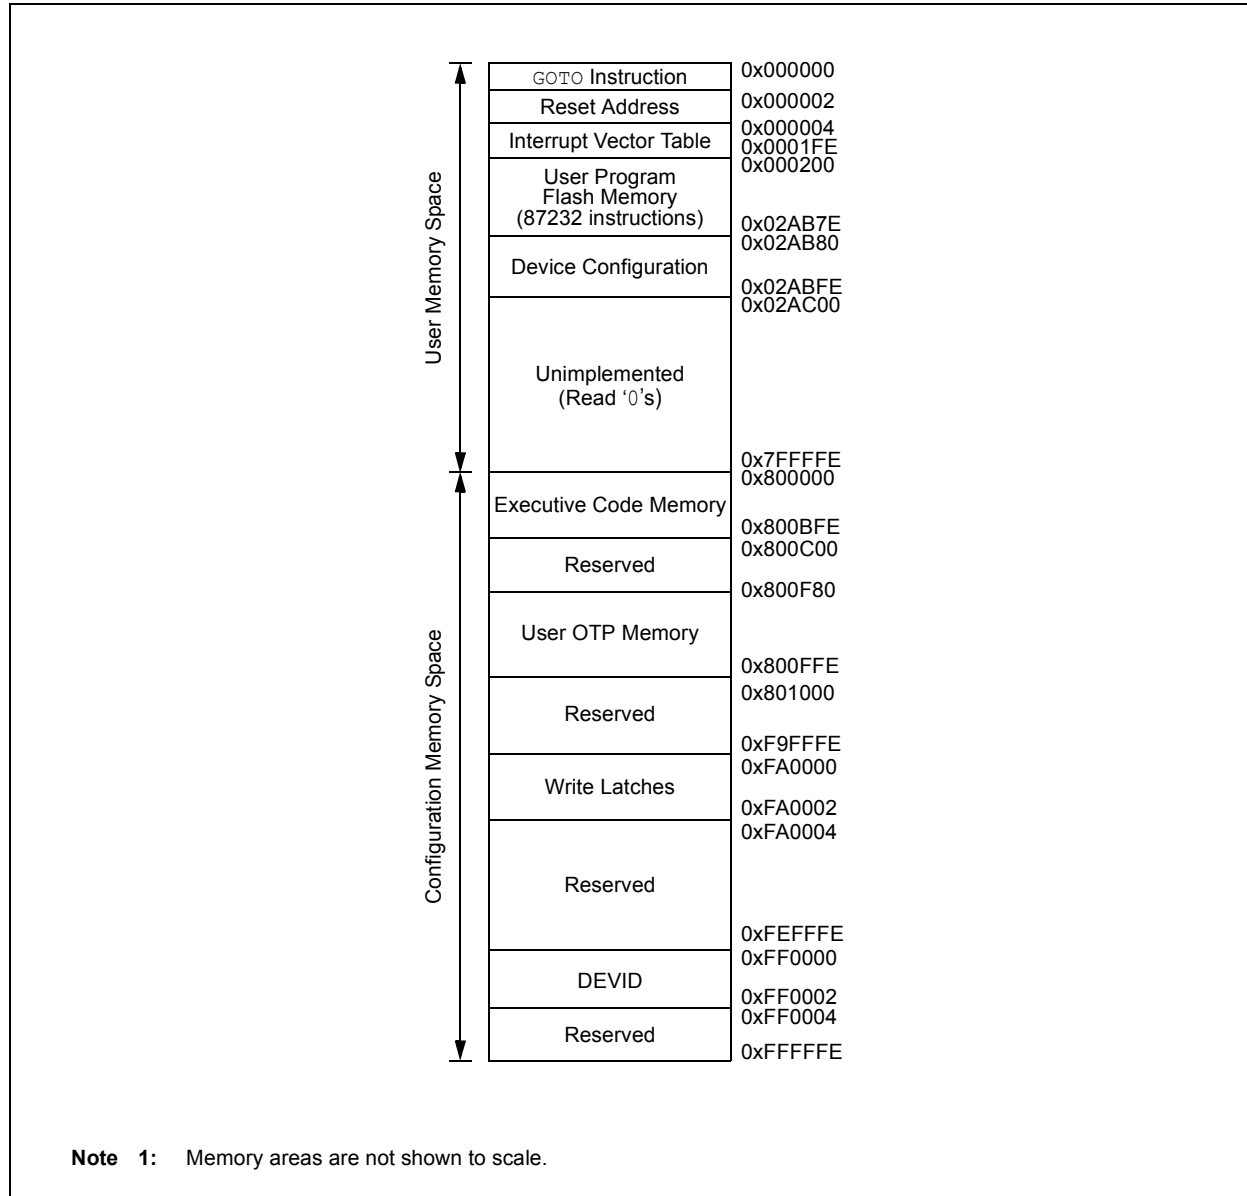 GOTO Instruction
0x000000
Reset Address
0x000002
Interrupt Vector Table
0x000004
0x0001FE
User Program
Flash Memory
(87232 instructions)
0x000200
0x02AB7E
Device Configuration
0x02AB80
0x02ABFE
Unimplemented
(Read ‘0’s)
0x02AC00
0x7FFFFE
User Memory Space
Executive Code Memory
0x800000
0x800BFE
Reserved
0x800C00
User OTP Memory
0x800F80
0x800FFE
Reserved
0x801000
0xF9FFFE
Write Latches
0xFA0000
0xFA0002
Reserved
0xFA0004
0xFEFFFE
DEVID
0xFF0000
0xFF0002
Reserved
0xFF0004
0xFFFFFE
Configuration Memory Space
Note 1: Memory areas are not shown to scale.